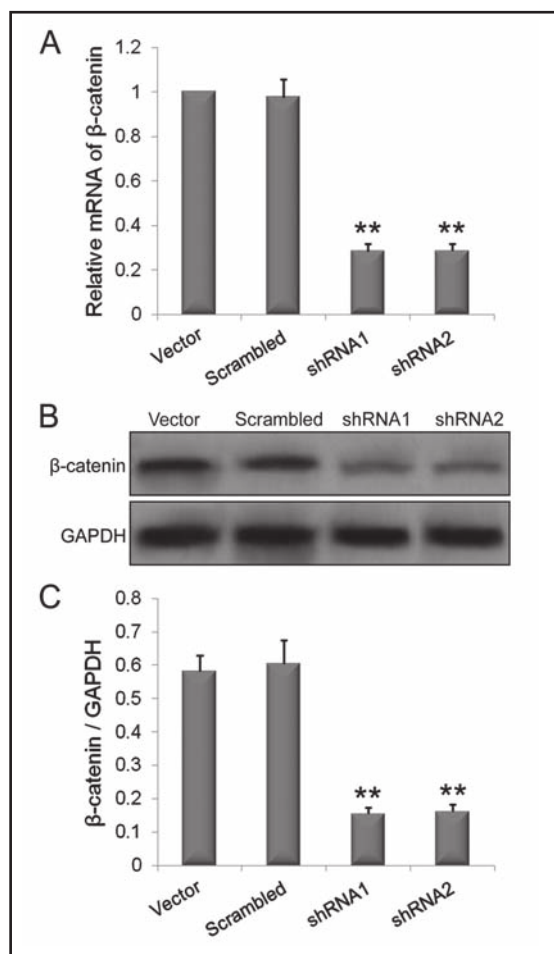 A
Relative mRNA of β-catenin
1.2
1
0.8
0.6
0.4
0.2
0
** **
Vector Scrambled shRNA1 shRNA2
B
Vector Scrambled shRNA1 shRNA2
β-catenin
GAPDH
C
β-catenin / GAPDH
0.8
0.7
0.6
0.5
0.4
0.3
0.2
0.1
0
** **
Vector Scrambled shRNA1 shRNA2